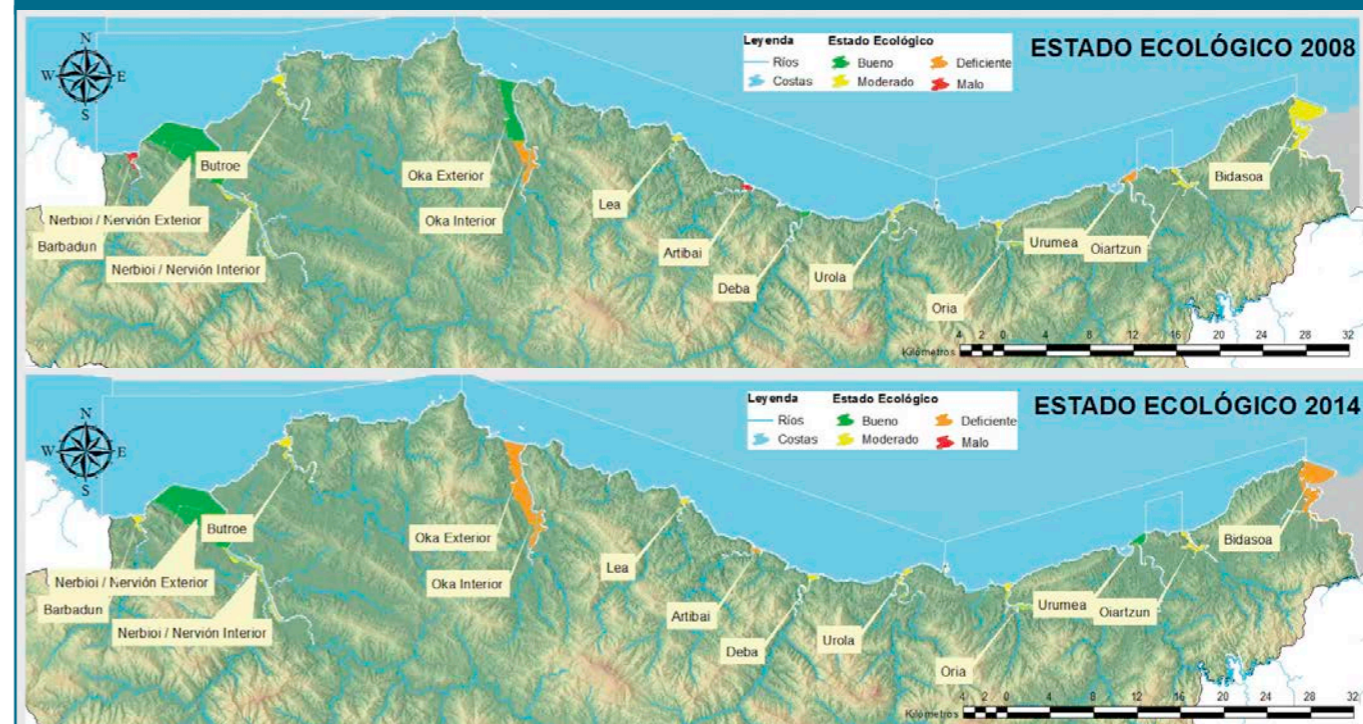 ESTADO ECOLÓGICO 2008
Leyenda Estado Ecológico
Ríos Bueno Deficiente
Costas Moderado Malo
N
W E
S
Butroe
Nerbioi / Nervión Exterior
Barbadun
Nerbioi / Nervión Interior
Oka Exterior
Oka Interior
Lea
Artibai
Deba
Urola
Oria
Urumea
Oiartzun
Bidasoa
4 2 0 4 8 12 16 20 24 28 32
Kilómetros
ESTADO ECOLÓGICO 2014
Leyenda Estado Ecológico
Ríos Bueno Deficiente
Costas Moderado Malo
N
W E
S
Butroe
Nerbioi / Nervión Exterior
Barbadun
Nerbioi / Nervión Interior
Oka Exterior
Oka Interior
Lea
Artibai
Deba
Urola
Oria
Urumea
Oiartzun
Bidasoa
4 2 0 4 8 12 16 20 24 28 32
Kilómetros